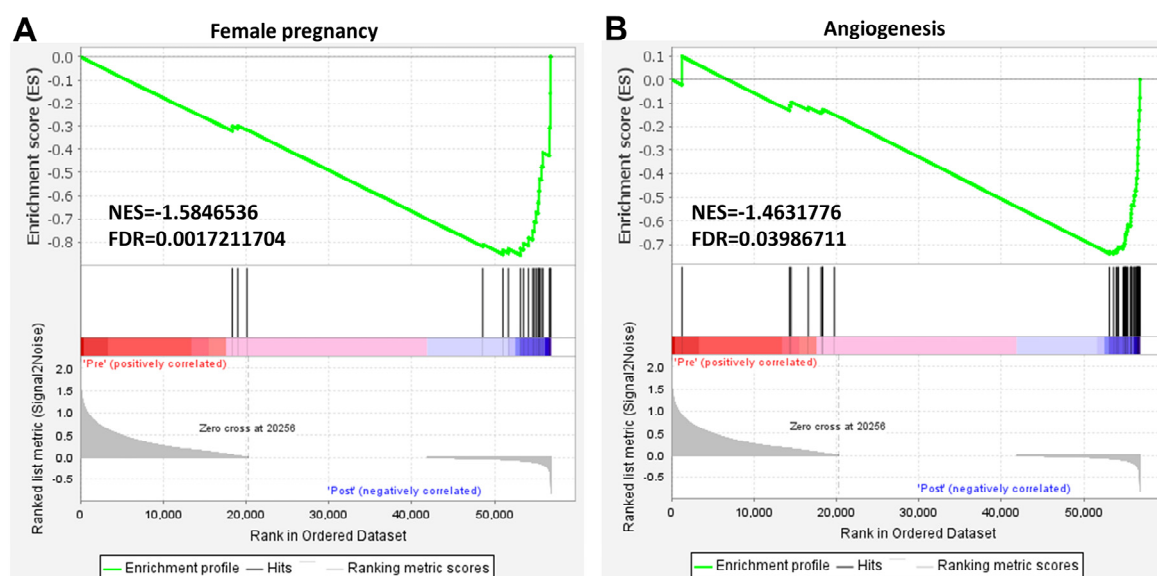 A
Female pregnancy
Enrichment score (ES)
0.0
-0.1
-0.2
-0.3
-0.4
-0.5
-0.6
-0.7
-0.8
NES=-1.5846536
FDR=0.0017211704
'Pre' (positively correlated)
Ranked list metric (Signal2Noise)
2.0
1.5
1.0
0.5
0.0
-0.5
Zero cross at 20256
'Post' (negatively correlated)
0 10,000 20,000 30,000 40,000 50,000
Rank in Ordered Dataset
Enrichment profile Hits Ranking metric scores
B
Angiogenesis
Enrichment score (ES)
0.1
0.0
-0.1
-0.2
-0.3
-0.4
-0.5
-0.6
-0.7
NES=-1.4631776
FDR=0.03986711
'Pre' (positively correlated)
Ranked list metric (Signal2Noise)
2.0
1.5
1.0
0.5
0.0
-0.5
Zero cross at 20256
'Post' (negatively correlated)
0 10,000 20,000 30,000 40,000 50,000
Rank in Ordered Dataset
Enrichment profile Hits Ranking metric scores